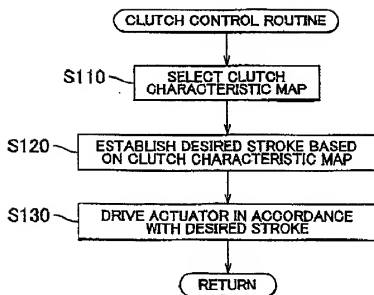 CLUTCH CONTROL ROUTINE
S110
SELECT CLUTCH
CHARACTERISTIC MAP
S120
ESTABLISH DESIRED STROKE BASED
ON CLUTCH CHARACTERISTIC MAP
S130
DRIVE ACTUATOR IN ACCORDANCE
WITH DESIRED STROKE
RETURN